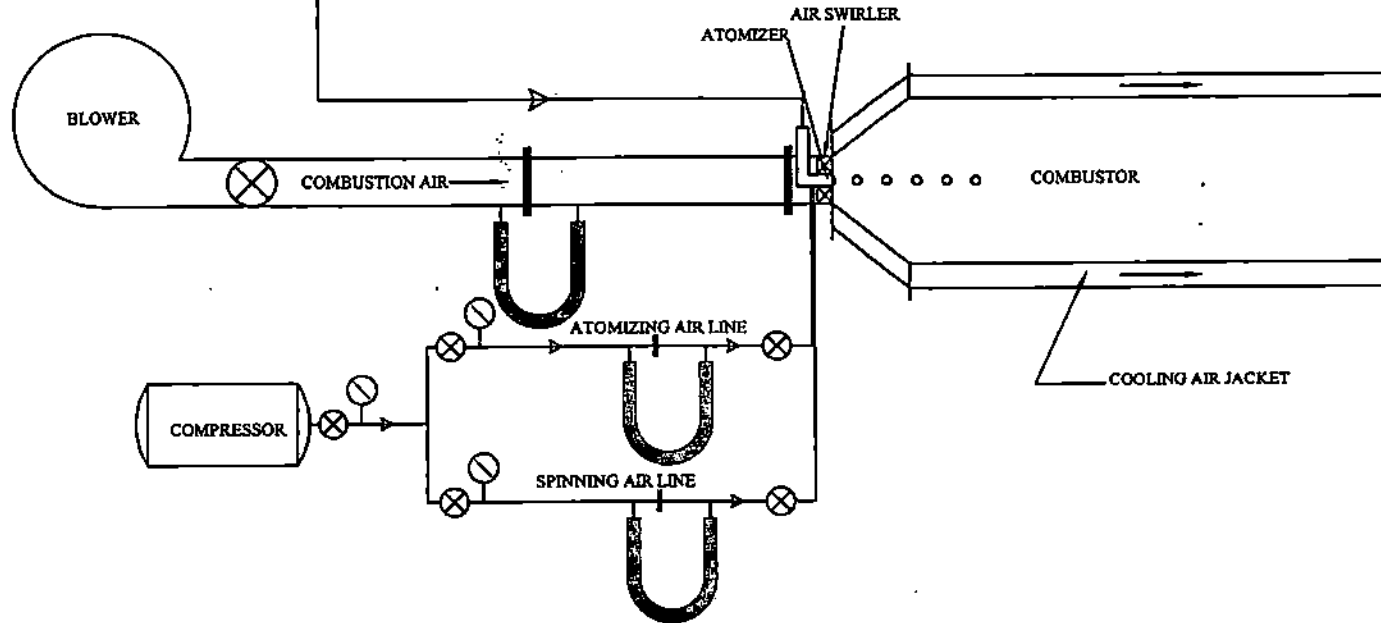 AIR SWIRLER
ATOMIZER
BLOWER
COMBUSTION AIR
COMBUSTOR
ATOMIZING AIR LINE
COOLING AIR JACKET
COMPRESSOR
SPINNING AIR LINE